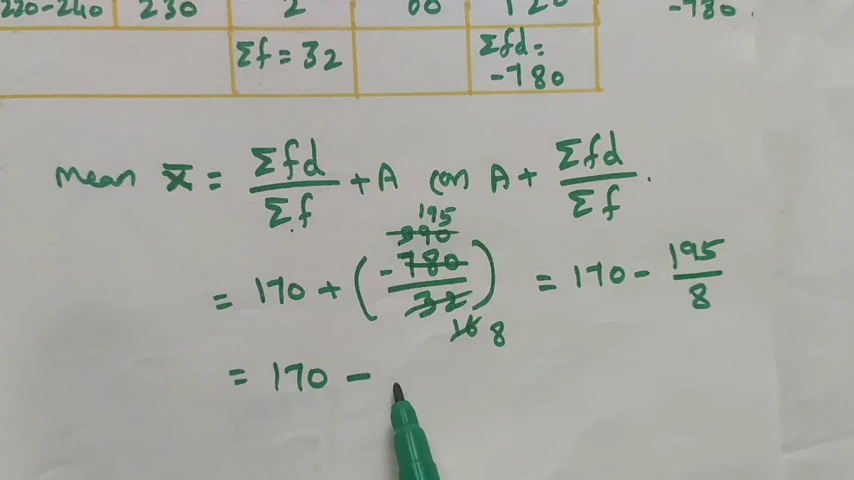 220-240 230 2 60 120 -780.
Σf = 32 Σfd = -780
Mean x̄ = Σfd/Σf + A (or) A + Σfd/Σf.
= 170 + (-780/32) 390 195 16 8 = 170 - 195/8
= 170 -